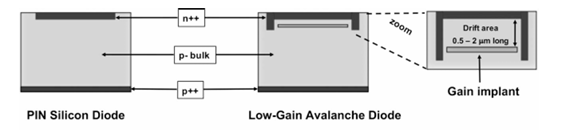 n++
p- bulk
p++
zoom
Drift area
0.5 – 2 μm long
Gain implant
PIN Silicon Diode
Low-Gain Avalanche Diode